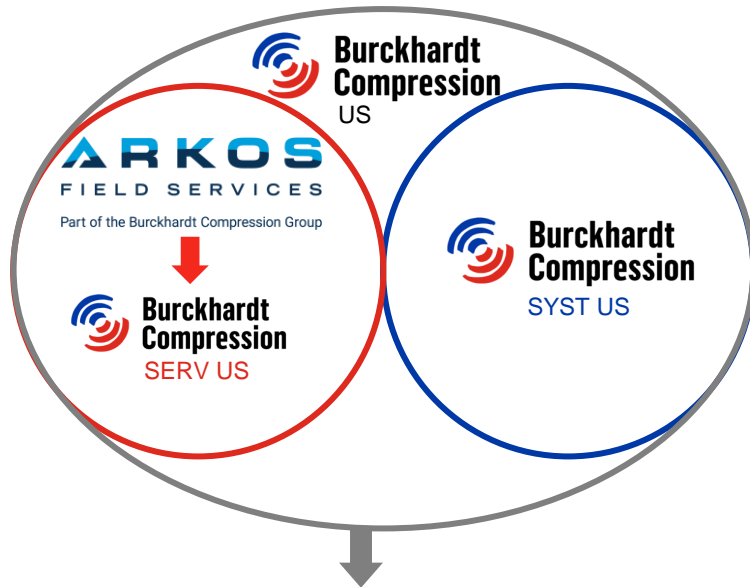 Burckhardt
Compression
US
ARKOS
FIELD SERVICES
Part of the Burckhardt Compression Group
Burckhardt
Compression
SERV US
Burckhardt
Compression
SYST US